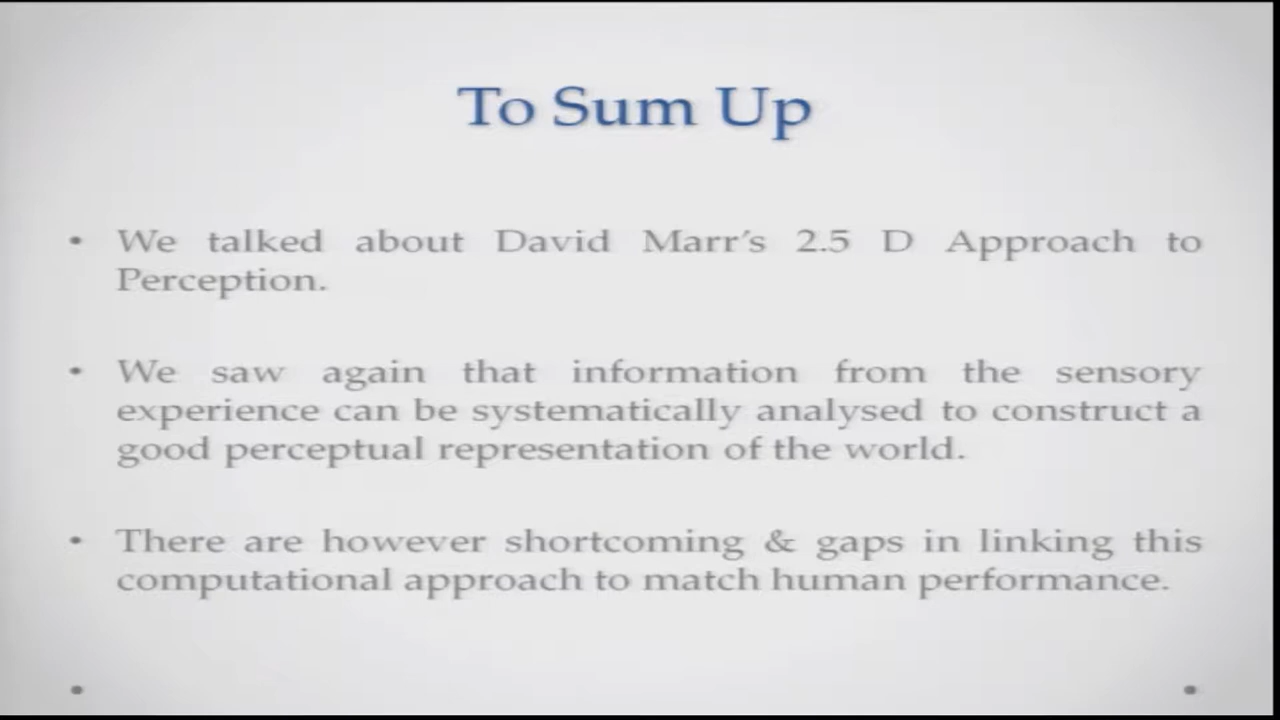 To Sum Up
• We talked about David Marr's 2.5 D Approach to
Perception.
• We saw again that information from the sensory
experience can be systematically analysed to construct a
good perceptual representation of the world.
• There are however shortcoming & gaps in linking this
computational approach to match human performance.